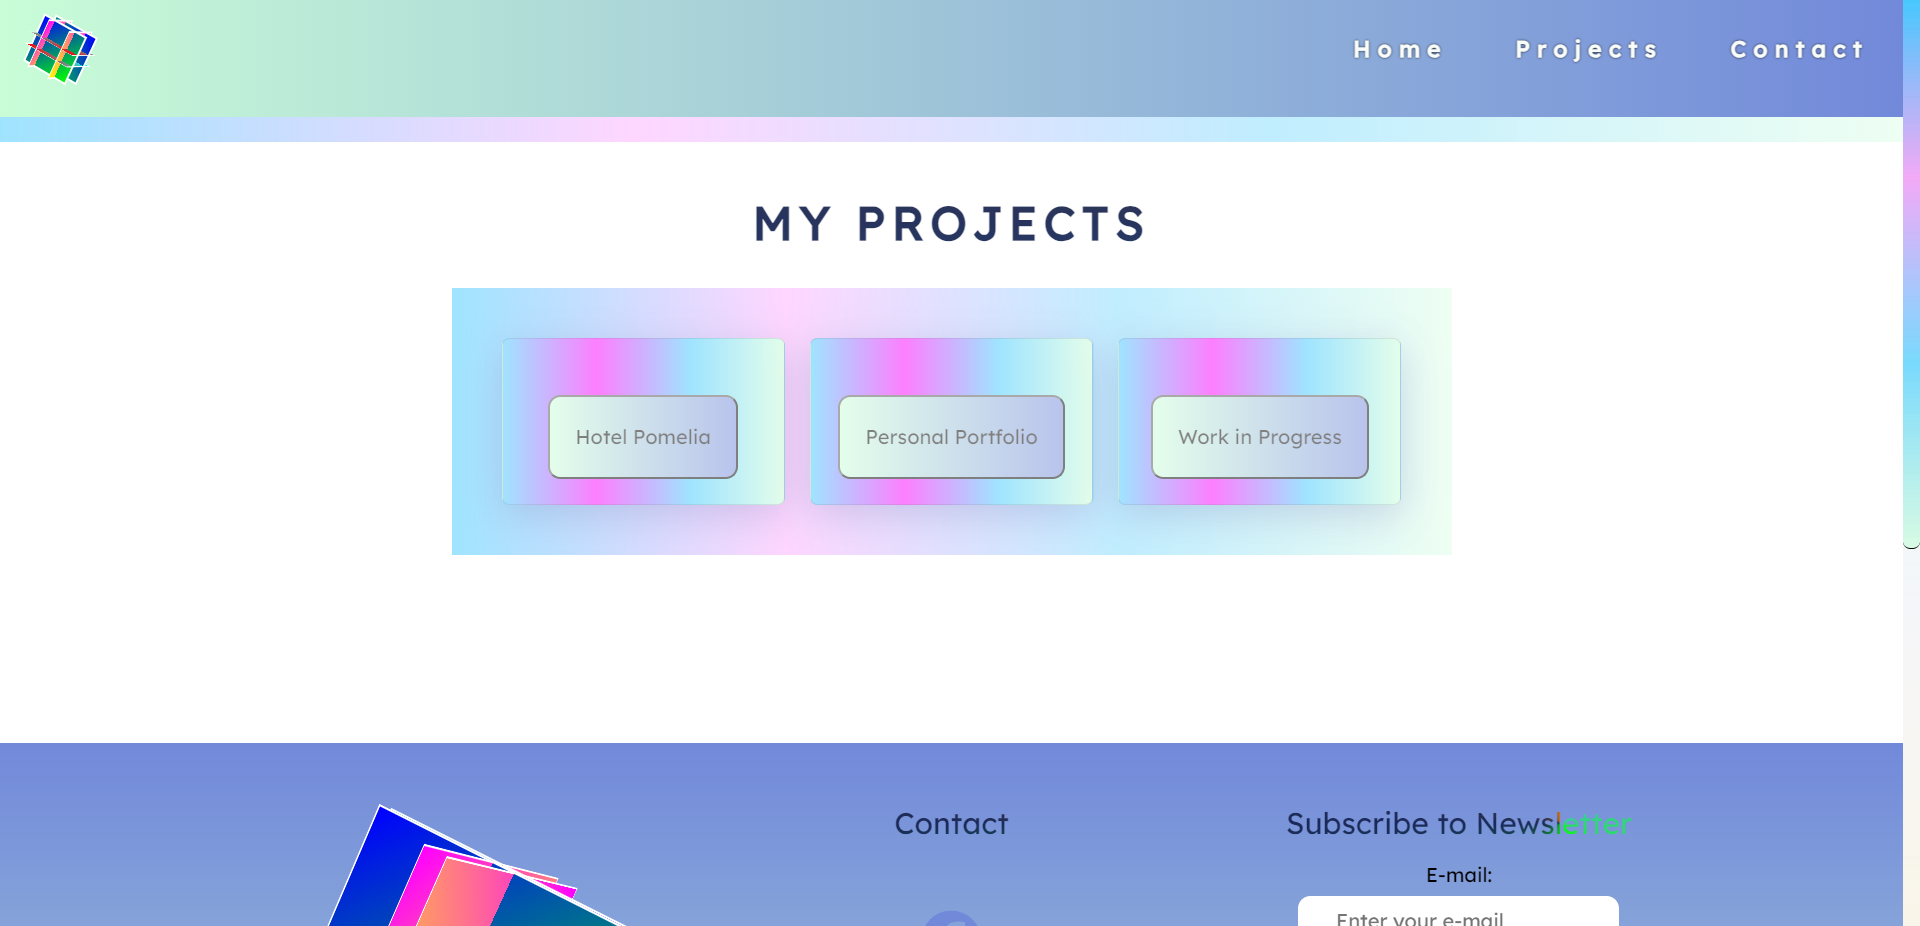 Home Projects Contact
MY PROJECTS
Hotel Pomelia Personal Portfolio Work in Progress
Contact
Subscribe to Newsletter
E-mail:
Enter your e-mail